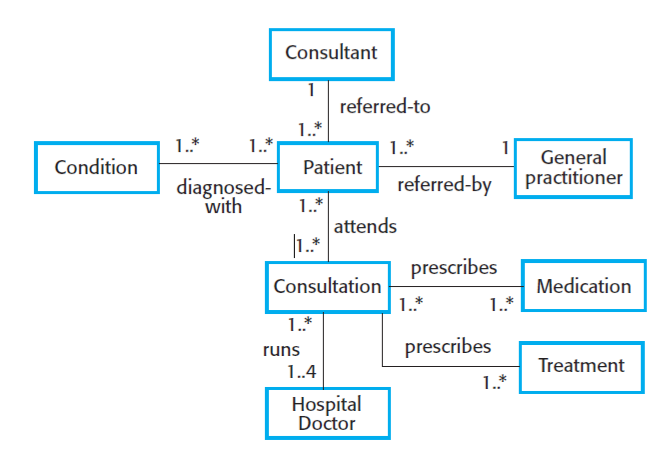 Consultant
1
referred-to
1..*
1..*
1..*
1..*
1
Condition
Patient
General
practitioner
diagnosed-
with
referred-by
1..*
attends
1..*
prescribes
Consultation
Medication
1..*
1..*
1..*
runs
prescribes
1..4
Treatment
1..*
Hospital
Doctor